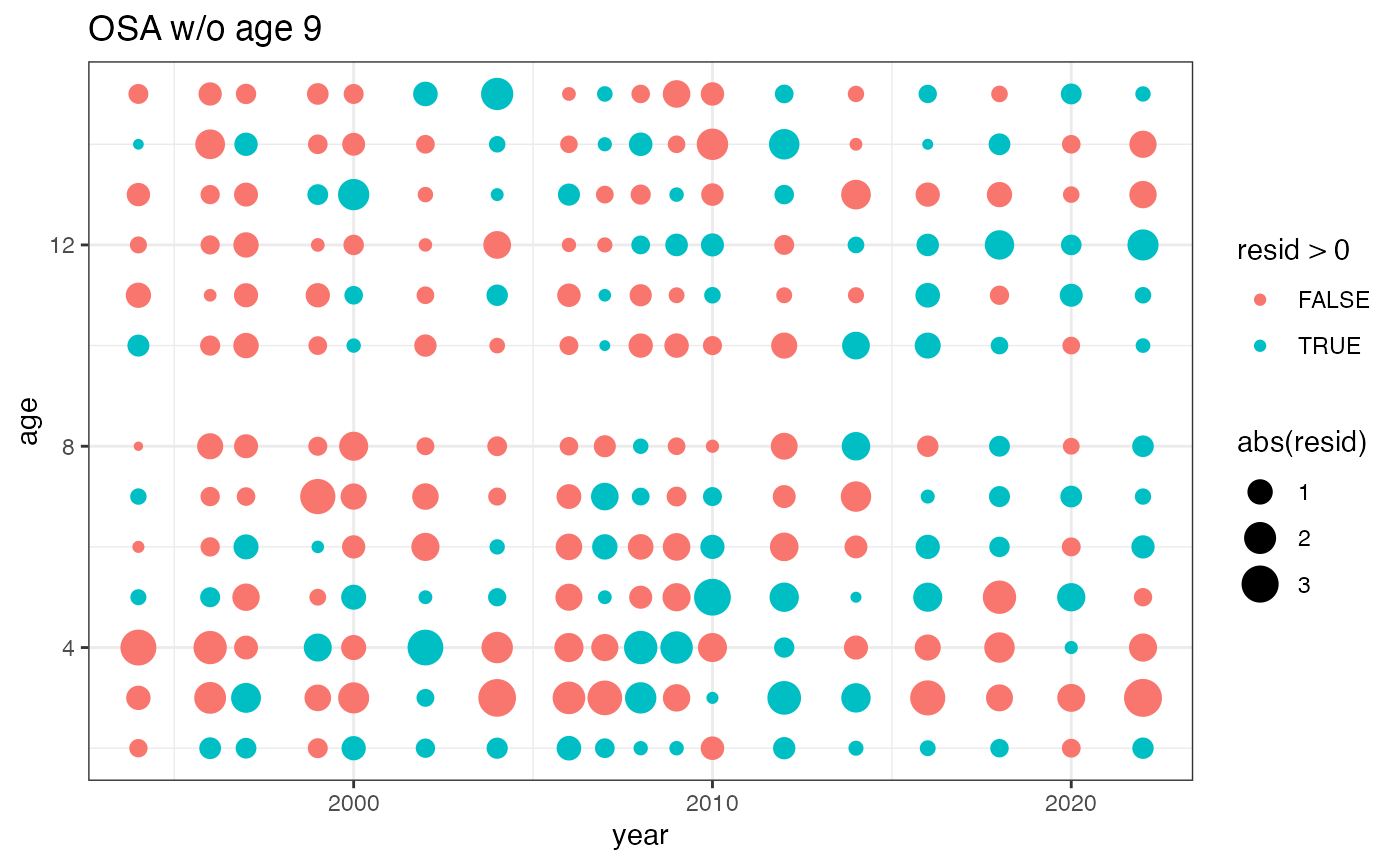 OSA w/o age 9
12
8
4
age
2000
2010
2020
year
resid > 0
FALSE
TRUE
abs(resid)
1
2
3